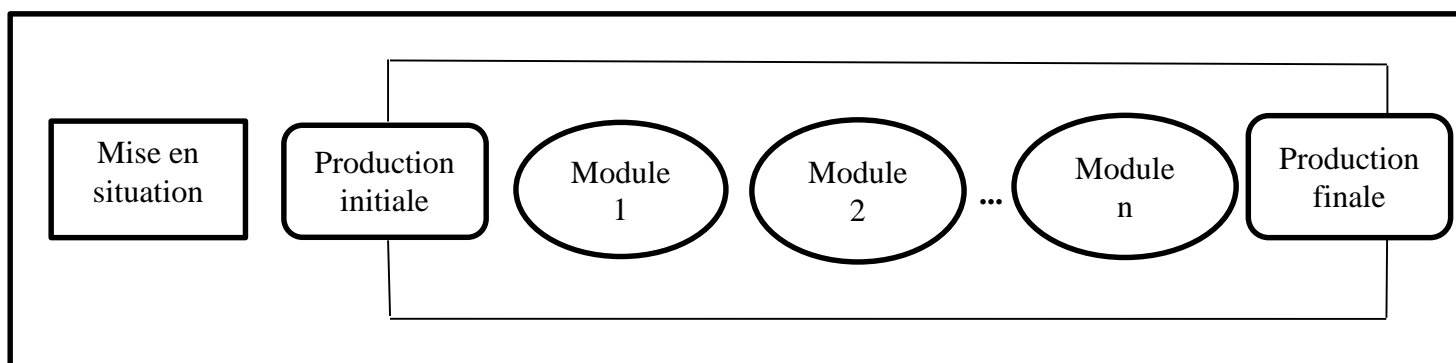 Mise en
situation
Production
initiale
Module
1
Module
2
...
Module
n
Production
finale